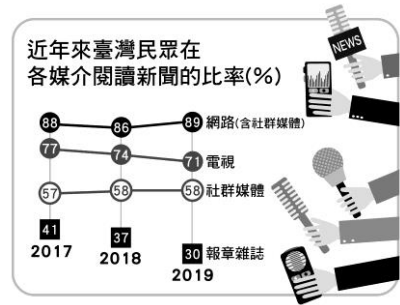 近年來臺灣民眾在
各媒介閱讀新聞的比率(%)
NEWS
88 86 89 網路(含社群媒體)
77 74 71 電視
57 58 58 社群媒體
41 37 30 報章雜誌
2017 2018 2019